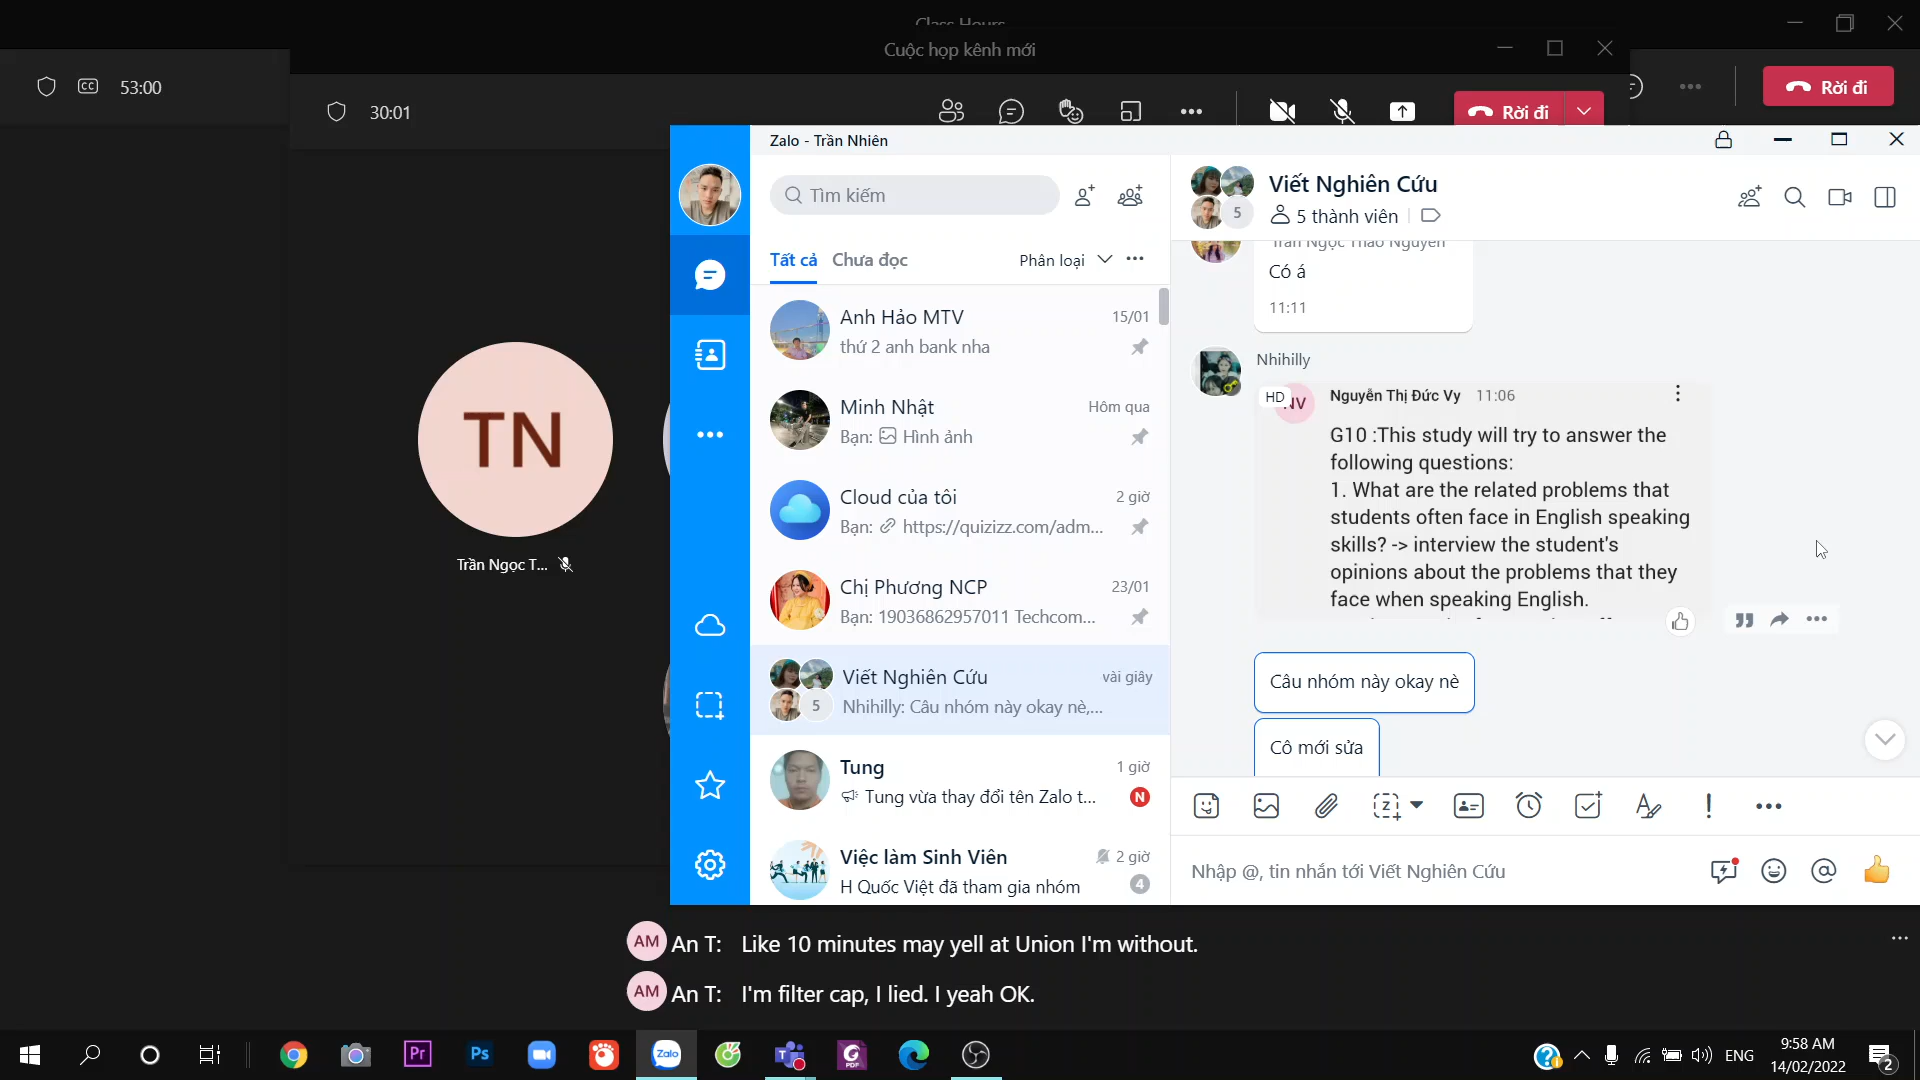 Class Hours
Cuộc họp kênh mới
CC 53:00
Rời đi
30:01
Rời đi
Zalo - Trần Nhiên
Tìm kiếm
Tất cả Chưa đọc Phân loại
Anh Hảo MTV 15/01
thứ 2 anh bank nha
Minh Nhật Hôm qua
Bạn: Hình ảnh
Cloud của tôi 2 giờ
Bạn: https://quizizz.com/adm...
Chị Phương NCP 23/01
Bạn: 19036862957011 Techcom...
Viết Nghiên Cứu vài giây
5 Nhihilly: Câu nhóm này okay nè,...
Tung 1 giờ
Tung vừa thay đổi tên Zalo t... N
Việc làm Sinh Viên 2 giờ
H Quốc Việt đã tham gia nhóm 4
Viết Nghiên Cứu
5 5 thành viên
Trần Ngọc Thảo Nguyên
Có á
11:11
Nhihilly
HD NV Nguyễn Thị Đức Vy 11:06
G10 :This study will try to answer the
following questions:
1. What are the related problems that
students often face in English speaking
skills? -> interview the student's
opinions about the problems that they
face when speaking English.
Câu nhóm này okay nè
Cô mới sửa
Nhập @, tin nhắn tới Viết Nghiên Cứu
TN
Trần Ngọc T...
AM An T: Like 10 minutes may yell at Union I'm without.
AM An T: I'm filter cap, I lied. I yeah OK.
Pr Ps Zalo T PDF
ENG
9:58 AM
14/02/2022
2